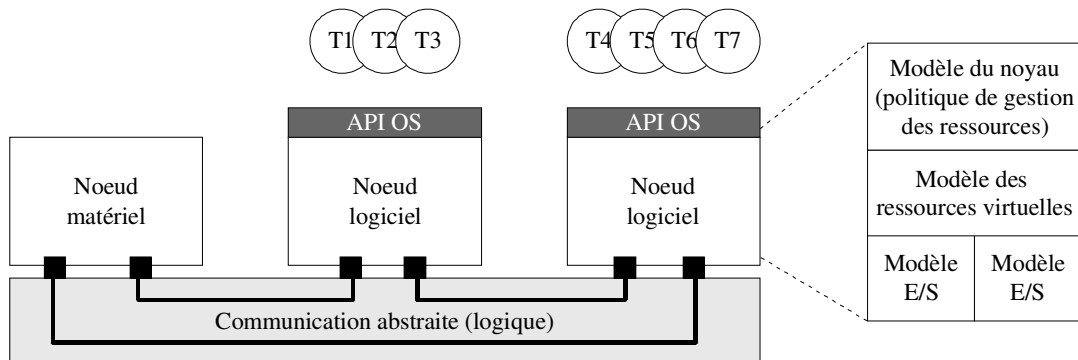 T1 T2 T3
T4 T5 T6 T7
API OS
API OS
Noeud
matériel
Noeud
logiciel
Noeud
logiciel
Communication abstraite (logique)
Modèle du noyau
(politique de gestion
des ressources)
Modèle des
ressources virtuelles
Modèle
E/S
Modèle
E/S